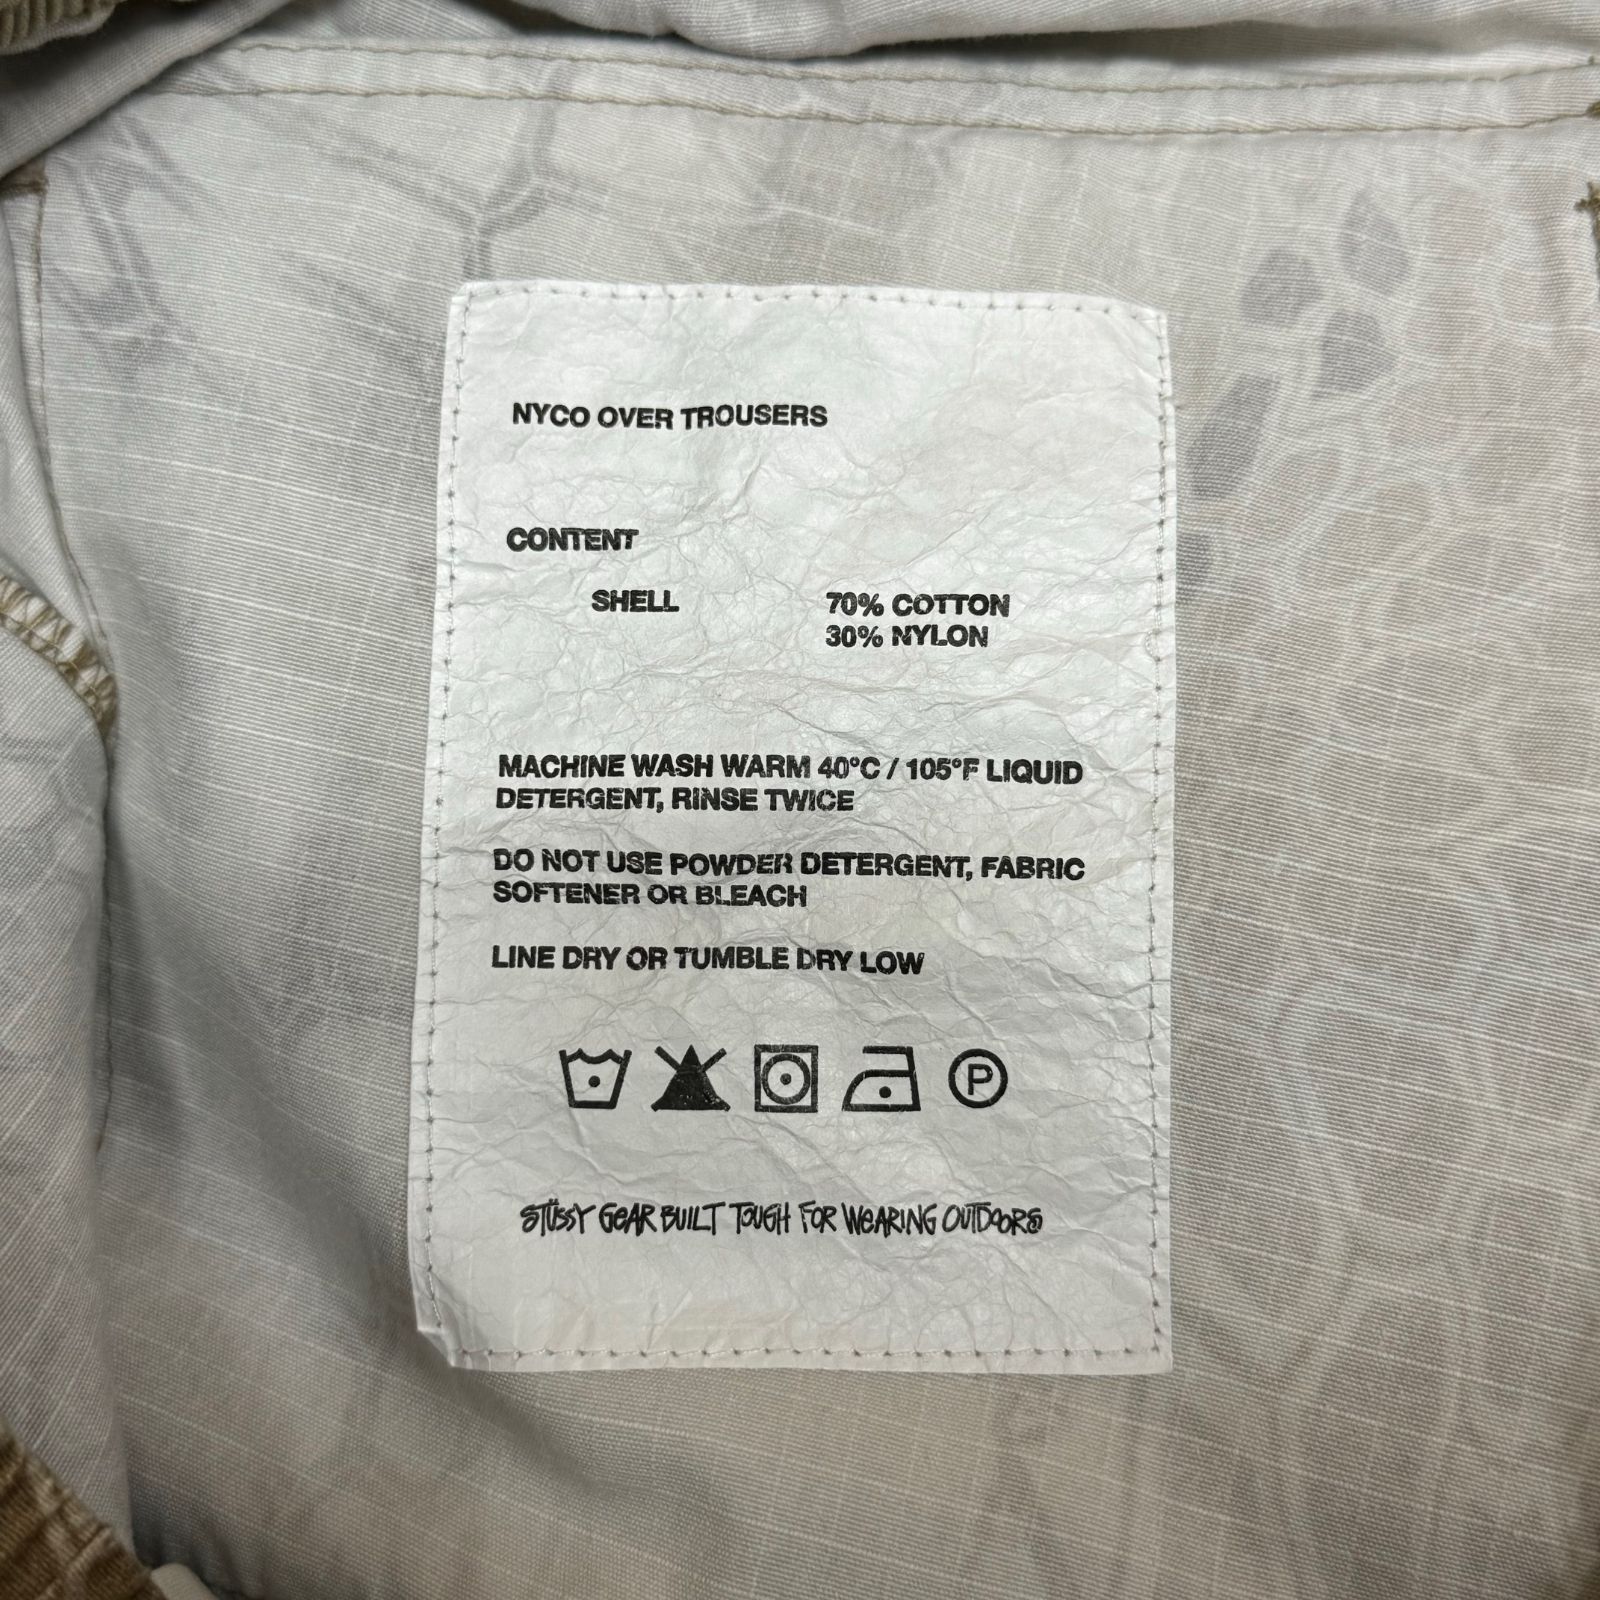 NYCO OVER TROUSERS
CONTENT
SHELL 70% COTTON
30% NYLON
MACHINE WASH WARM 40°C / 105°F LIQUID
DETERGENT, RINSE TWICE
DO NOT USE POWDER DETERGENT, FABRIC
SOFTENER OR BLEACH
LINE DRY OR TUMBLE DRY LOW
P
STÜSSY GEAR BUILT TOUGH FOR WEARING OUTDOORS